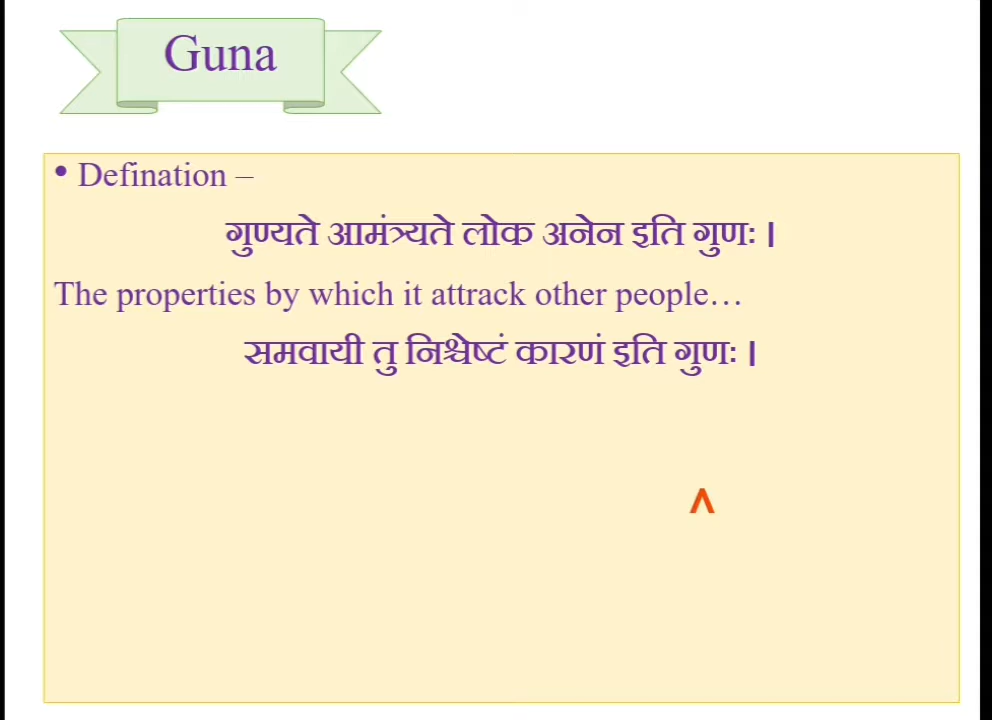 Guna
• Defination –
गुण्यते आमंत्र्यते लोक अनेन इति गुणः ।
The properties by which it attrack other people…
समवायी तु निश्चेष्टं कारणं इति गुणः ।
^